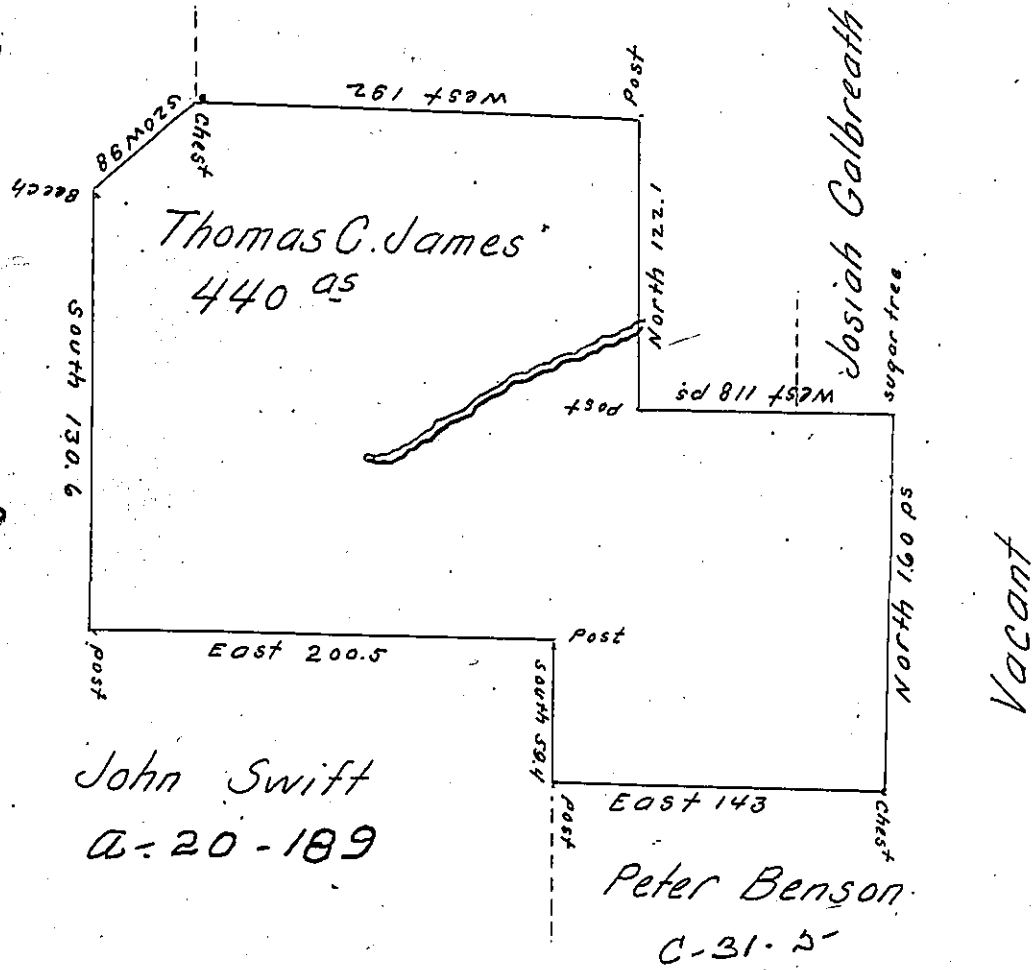 West 192
Post
Chest
S20W98
Beech
Thomas C. James
440 as
North 122.1
Josiah Galbreath
sugar tree
West 118 ps
Post
South 130.6
North 160 ps
Vacant
Post
East 200.5
Post
South 59.4
John Swift
A-20-189
Post
East 143
Chest
Peter Benson
C-31-5